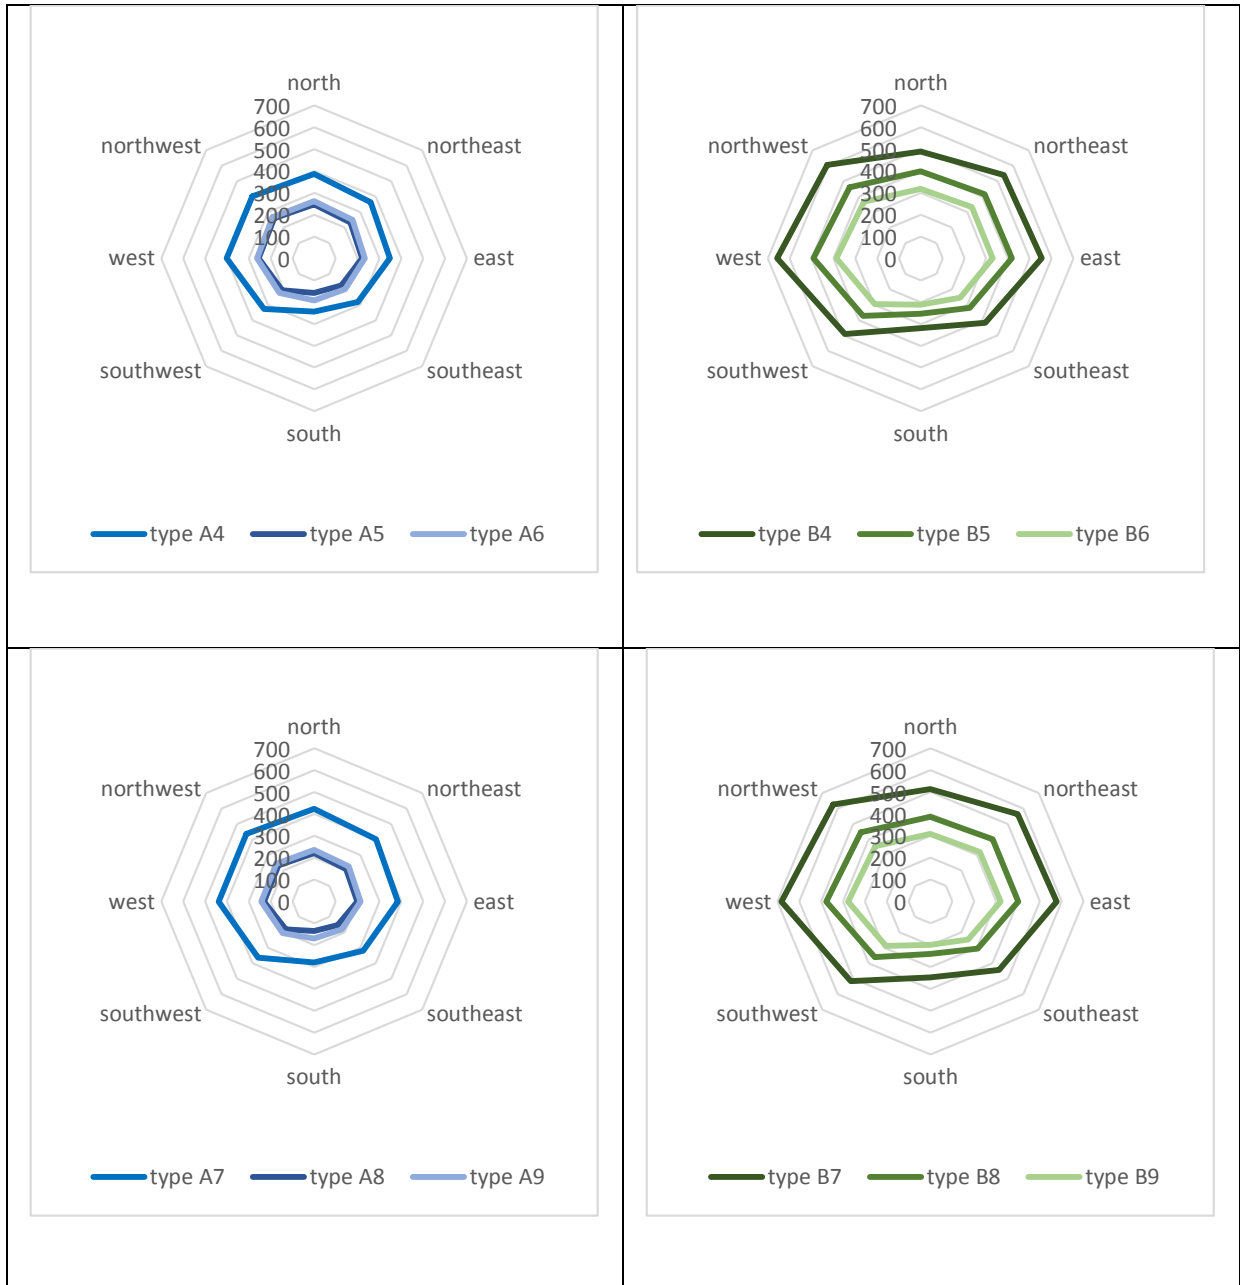 north
700
600
northwest 500 northeast
400
300
200
100
west 0 east
southwest southeast
south
type A4 type A5 type A6
north
700
600
northwest 500 northeast
400
300
200
100
west 0 east
southwest southeast
south
type B4 type B5 type B6
north
700
600
northwest 500 northeast
400
300
200
100
west 0 east
southwest southeast
south
type A7 type A8 type A9
north
700
600
northwest 500 northeast
400
300
200
100
west 0 east
southwest southeast
south
type B7 type B8 type B9